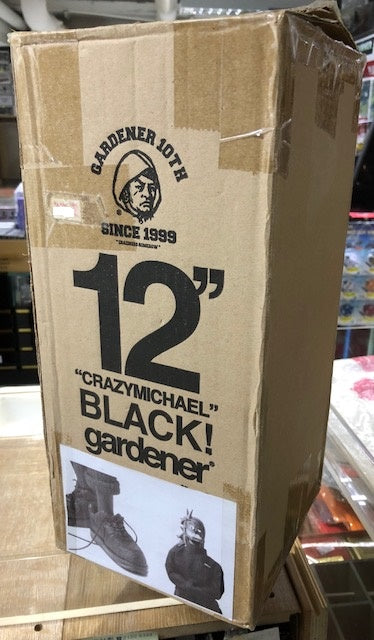 GARDENER 10TH
SINCE 1999
12"
"CRAZYMICHAEL"
BLACK!
gardener®